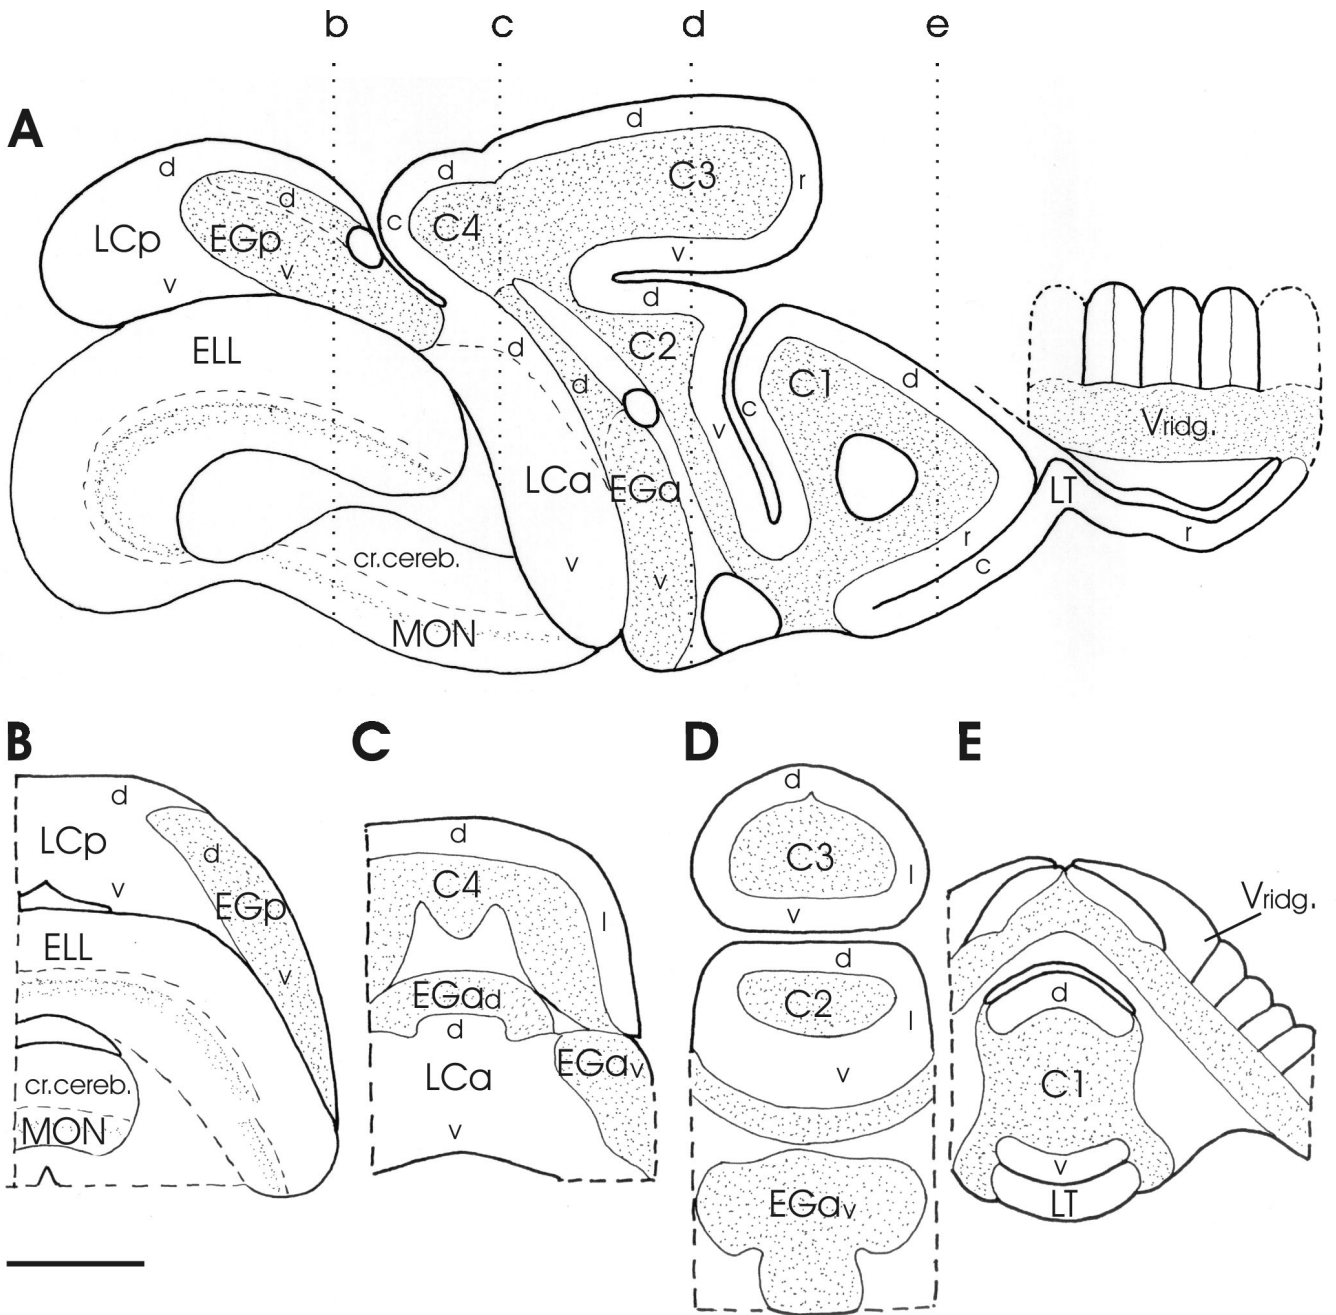 b c d e
A
d
d
C3
r
d
d
d
c
C4
v
LCp
EGp
v
v
d
ELL
d
C2
d
C1
d
c
v
Vridg.
LCa
EGa
LT
r
r
c
cr.cereb.
v
v
MON
B
d
LCp
d
v
EGp
ELL
v
cr.cereb.
MON
C
d
C4
l
EGad
d
EGav
LCa
v
D
d
C3
l
v
d
C2
l
v
EGav
E
Vridg.
d
C1
v
LT